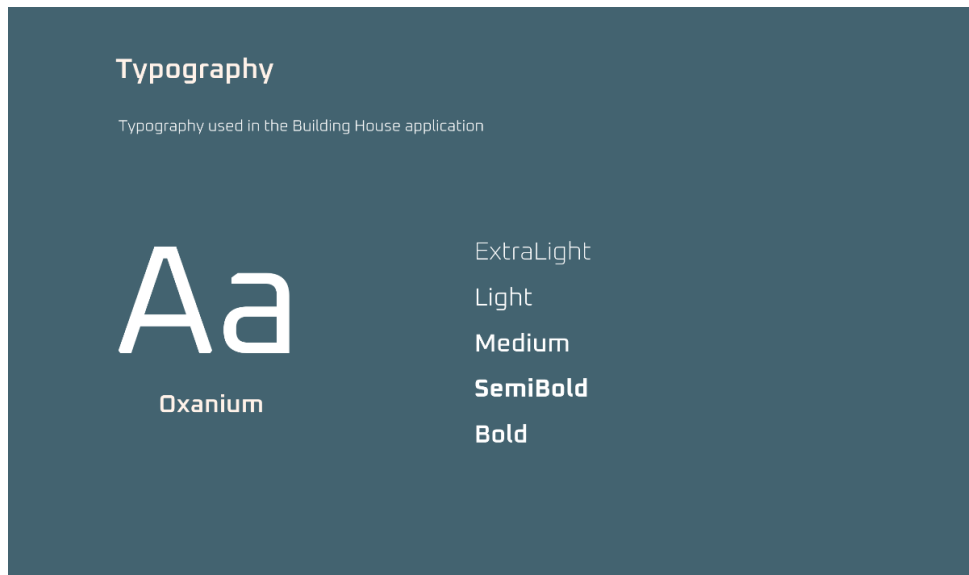 Typography
Typography used in the Building House application
Aa
Oxanium
ExtraLight
Light
Medium
SemiBold
Bold